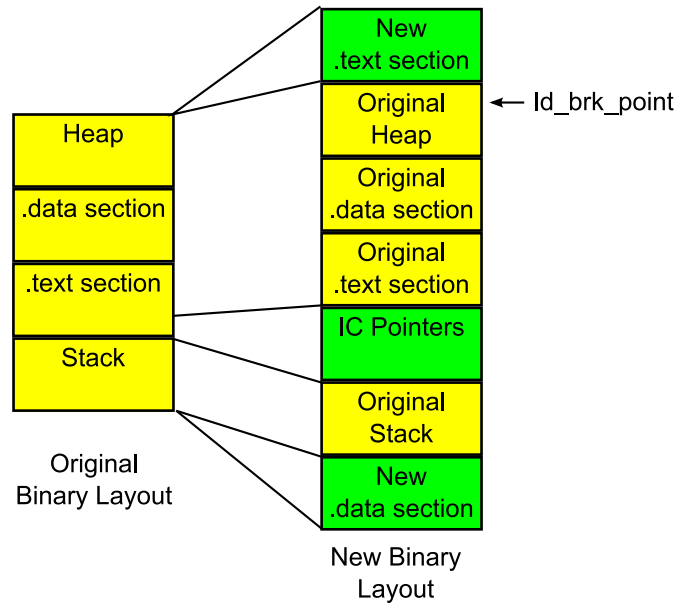 Heap
.data section
.text section
Stack
Original
Binary Layout
New
.text section
Original
Heap
Original
.data section
Original
.text section
IC Pointers
Original
Stack
New
.data section
New Binary
Layout
ld_brk_point